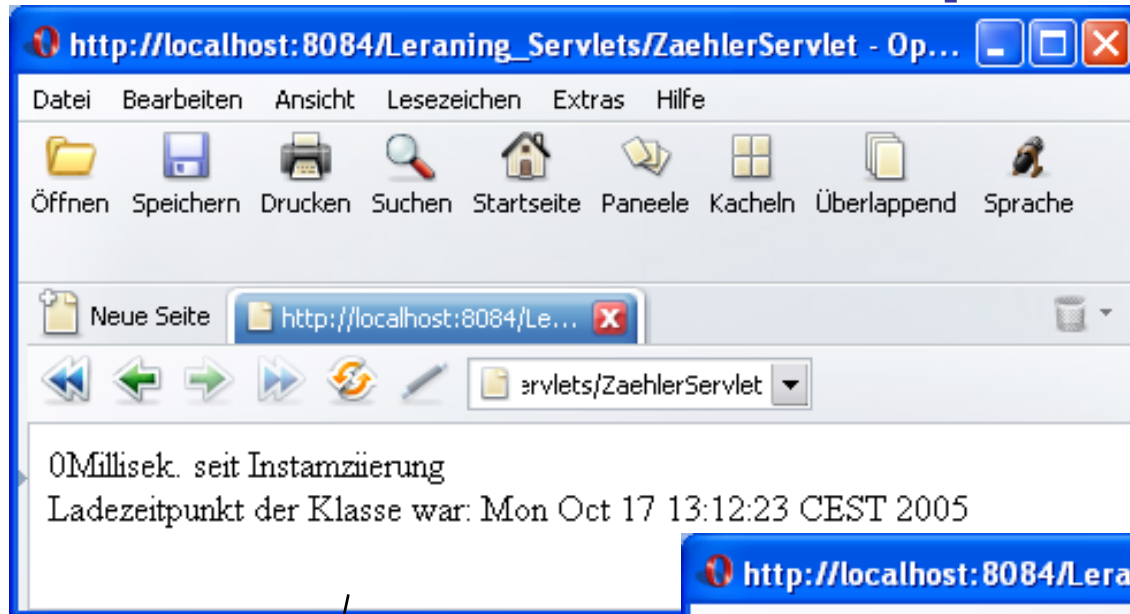 http://localhost:8084/Leraning_Servlets/ZaehlerServlet - Op...
Datei Bearbeiten Ansicht Lesezeichen Extras Hilfe
Öffnen Speichern Drucken Suchen Startseite Paneele Kacheln Überlappend Sprache
Neue Seite http://localhost:8084/Le...
ervlets/ZaehlerServlet
0Millisek. seit Instamziierung
Ladezeitpunkt der Klasse war: Mon Oct 17 13:12:23 CEST 2005
http://localhost:8084/Lera